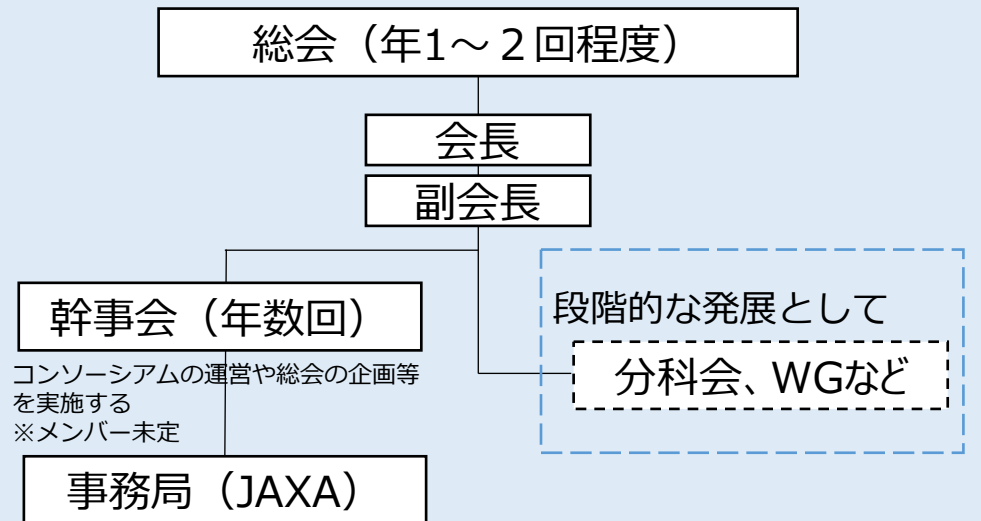 総会（年1～２回程度）
会長
副会長
幹事会（年数回）
コンソーシアムの運営や総会の企画等
を実施する
※メンバー未定
事務局（JAXA）
段階的な発展として
分科会、WGなど